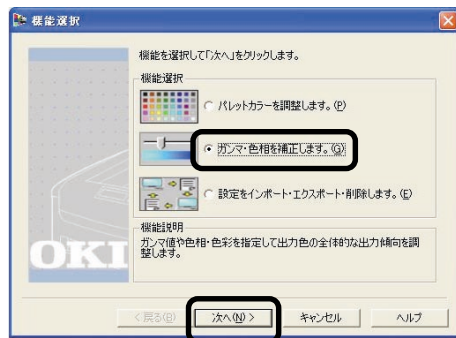 機能選択
機能を選択して「次へ」をクリックします。
機能選択
パレットカラーを調整します。(P)
ガンマ・色相を補正します。(G)
設定をインポート・エクスポート・削除します。(E)
機能説明
ガンマ値や色相・色彩を指定して出力色の全体的な出力傾向を調
整します。
OKI
< 戻る(B)
次へ(N) >
キャンセル
ヘルプ